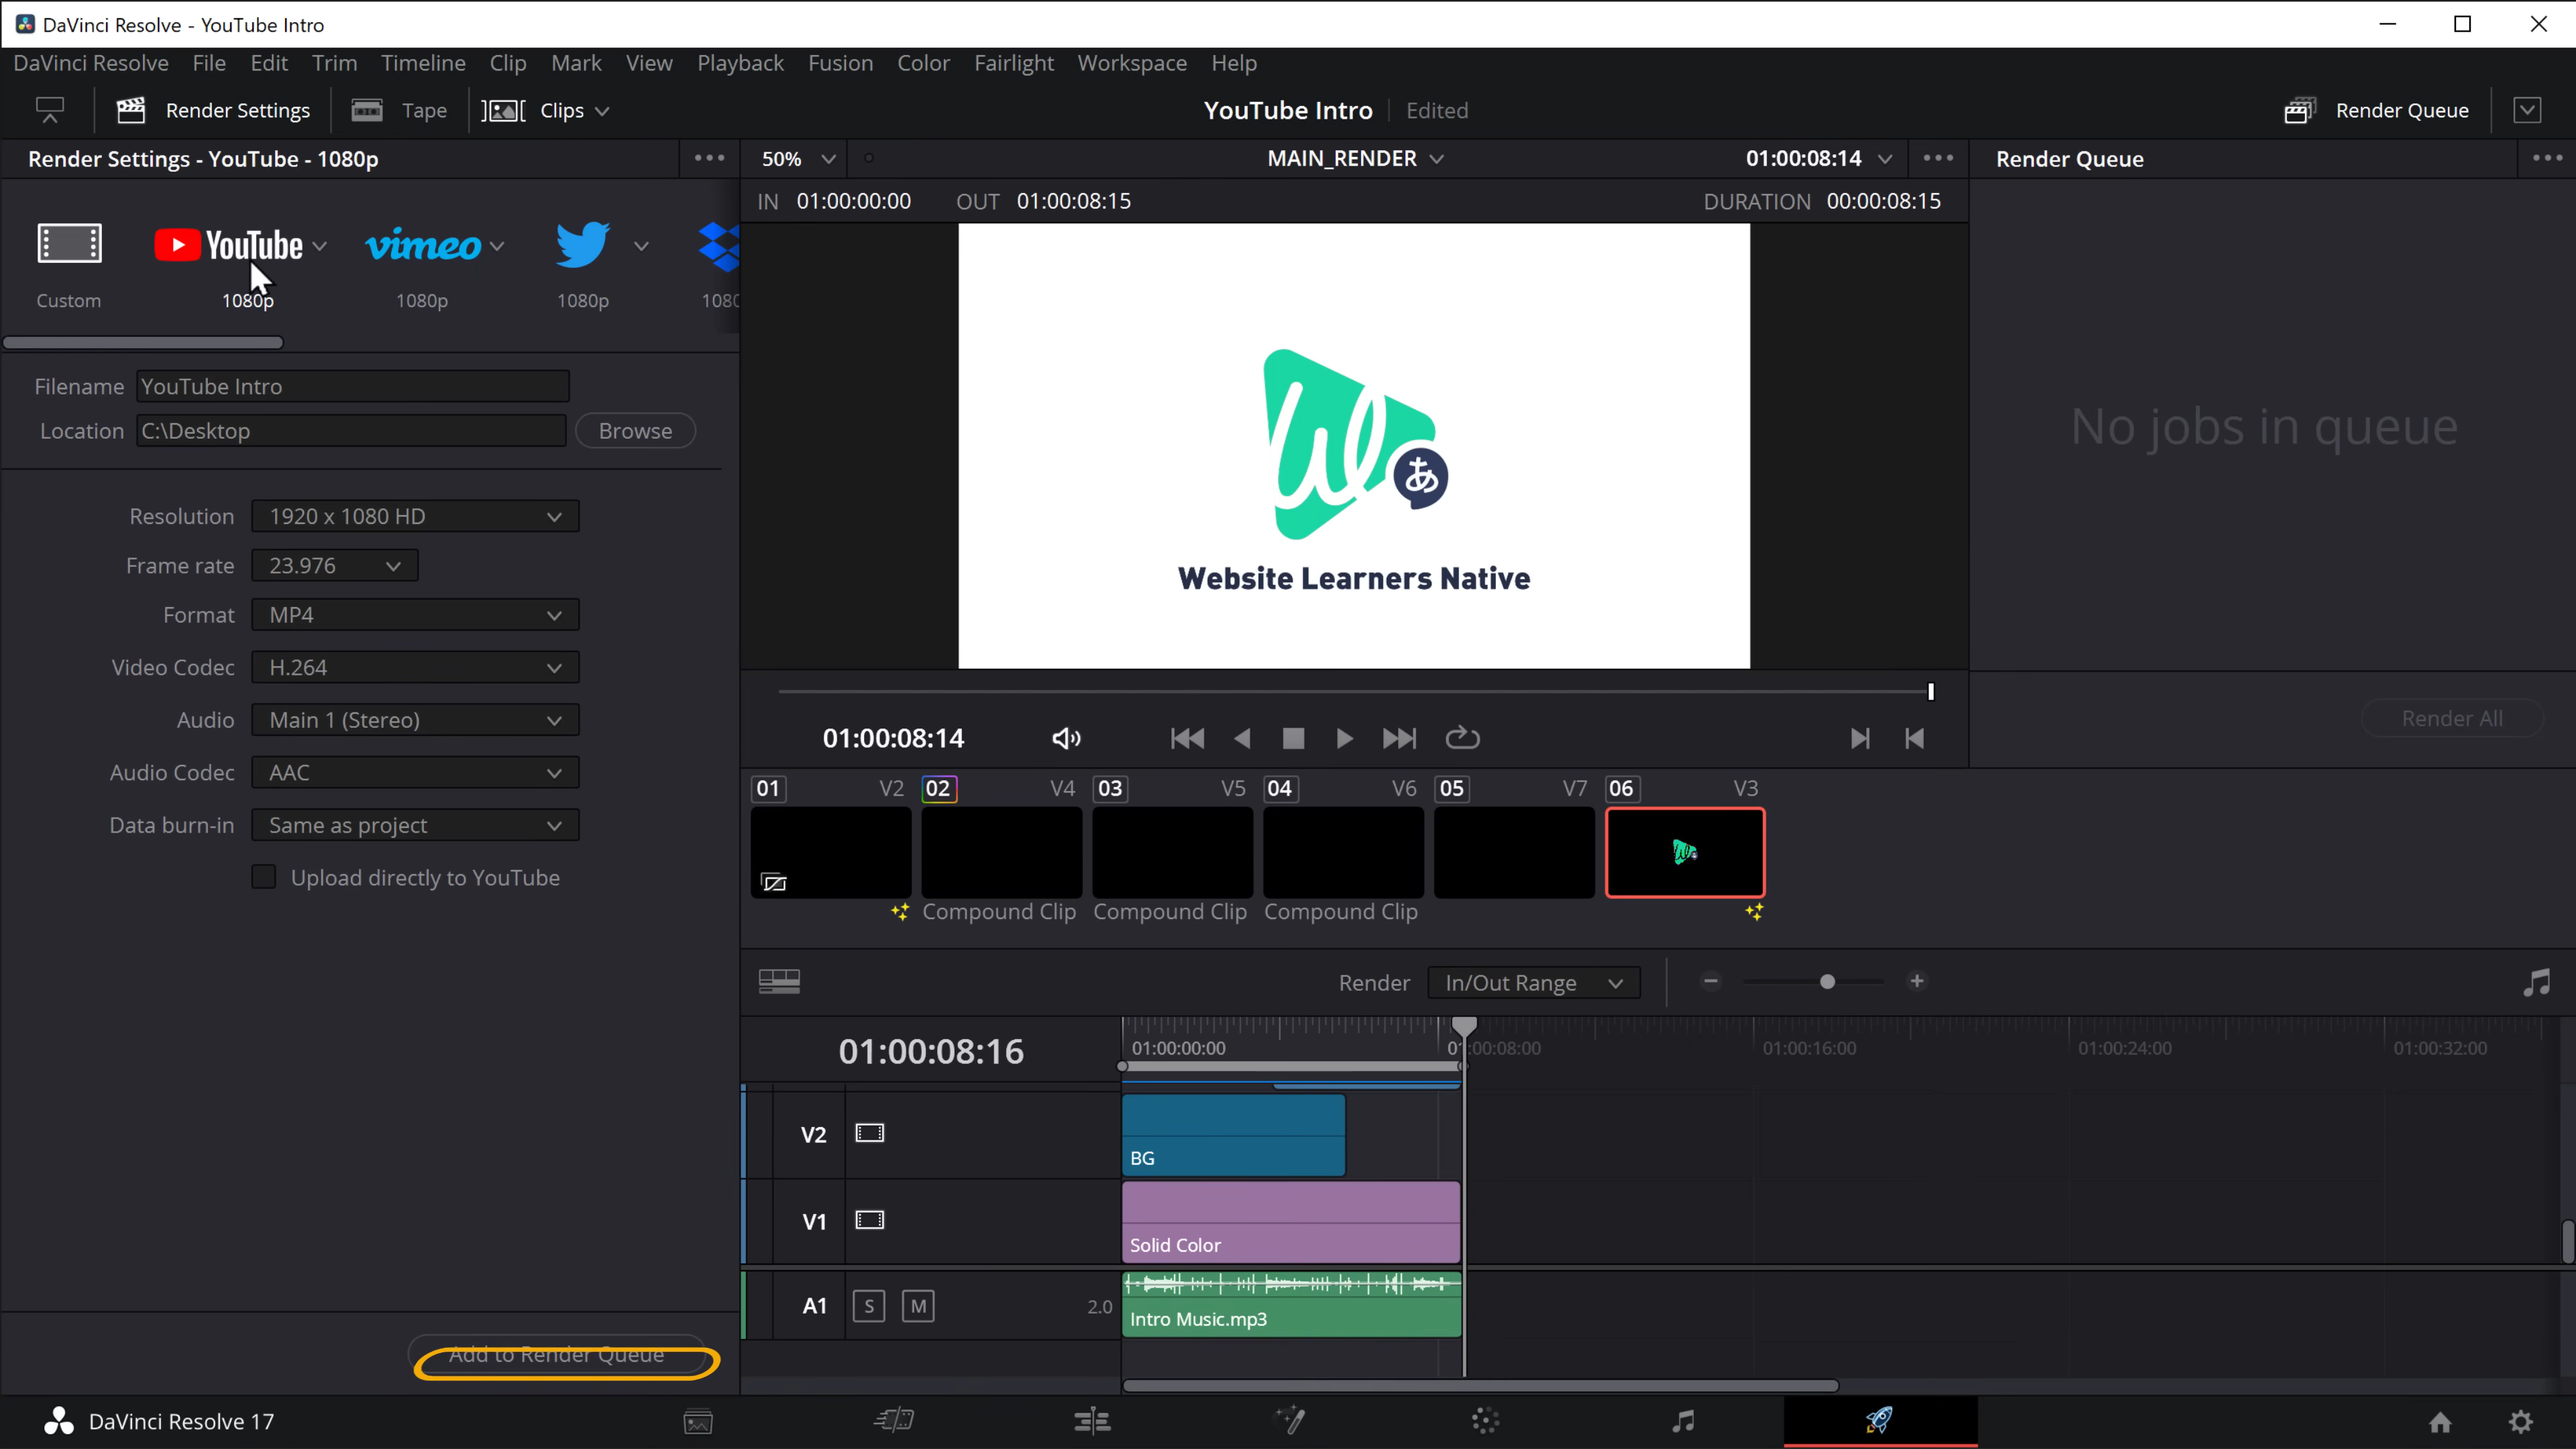 DaVinci Resolve - YouTube Intro
DaVinci Resolve File Edit Trim Timeline Clip Mark View Playback Fusion Color Fairlight Workspace Help
Render Settings Tape Clips YouTube Intro Edited Render Queue
Render Settings - YouTube - 1080p 50% MAIN_RENDER 01:00:08:14 Render Queue
IN 01:00:00:00 OUT 01:00:08:15 DURATION 00:00:08:15
YouTube vimeo
Custom 1080p 1080p 1080p
Filename YouTube Intro
Location C:\Desktop Browse
No jobs in queue
あ
Website Learners Native
Resolution 1920 x 1080 HD
Frame rate 23.976
Format MP4
Video Codec H.264
Audio Main 1 (Stereo)
Audio Codec AAC
Data burn-in Same as project
Upload directly to YouTube
Render All
01:00:08:14
01 V2 02 V4 03 V5 04 V6 05 V7 06 V3
Compound Clip Compound Clip Compound Clip
Render In/Out Range
01:00:08:16 01:00:00:00 01:00:08:00 01:00:16:00 01:00:24:00 01:00:32:00
V2 BG
V1 Solid Color
A1 S M 2.0 Intro Music.mp3
Add to Render Queue
DaVinci Resolve 17